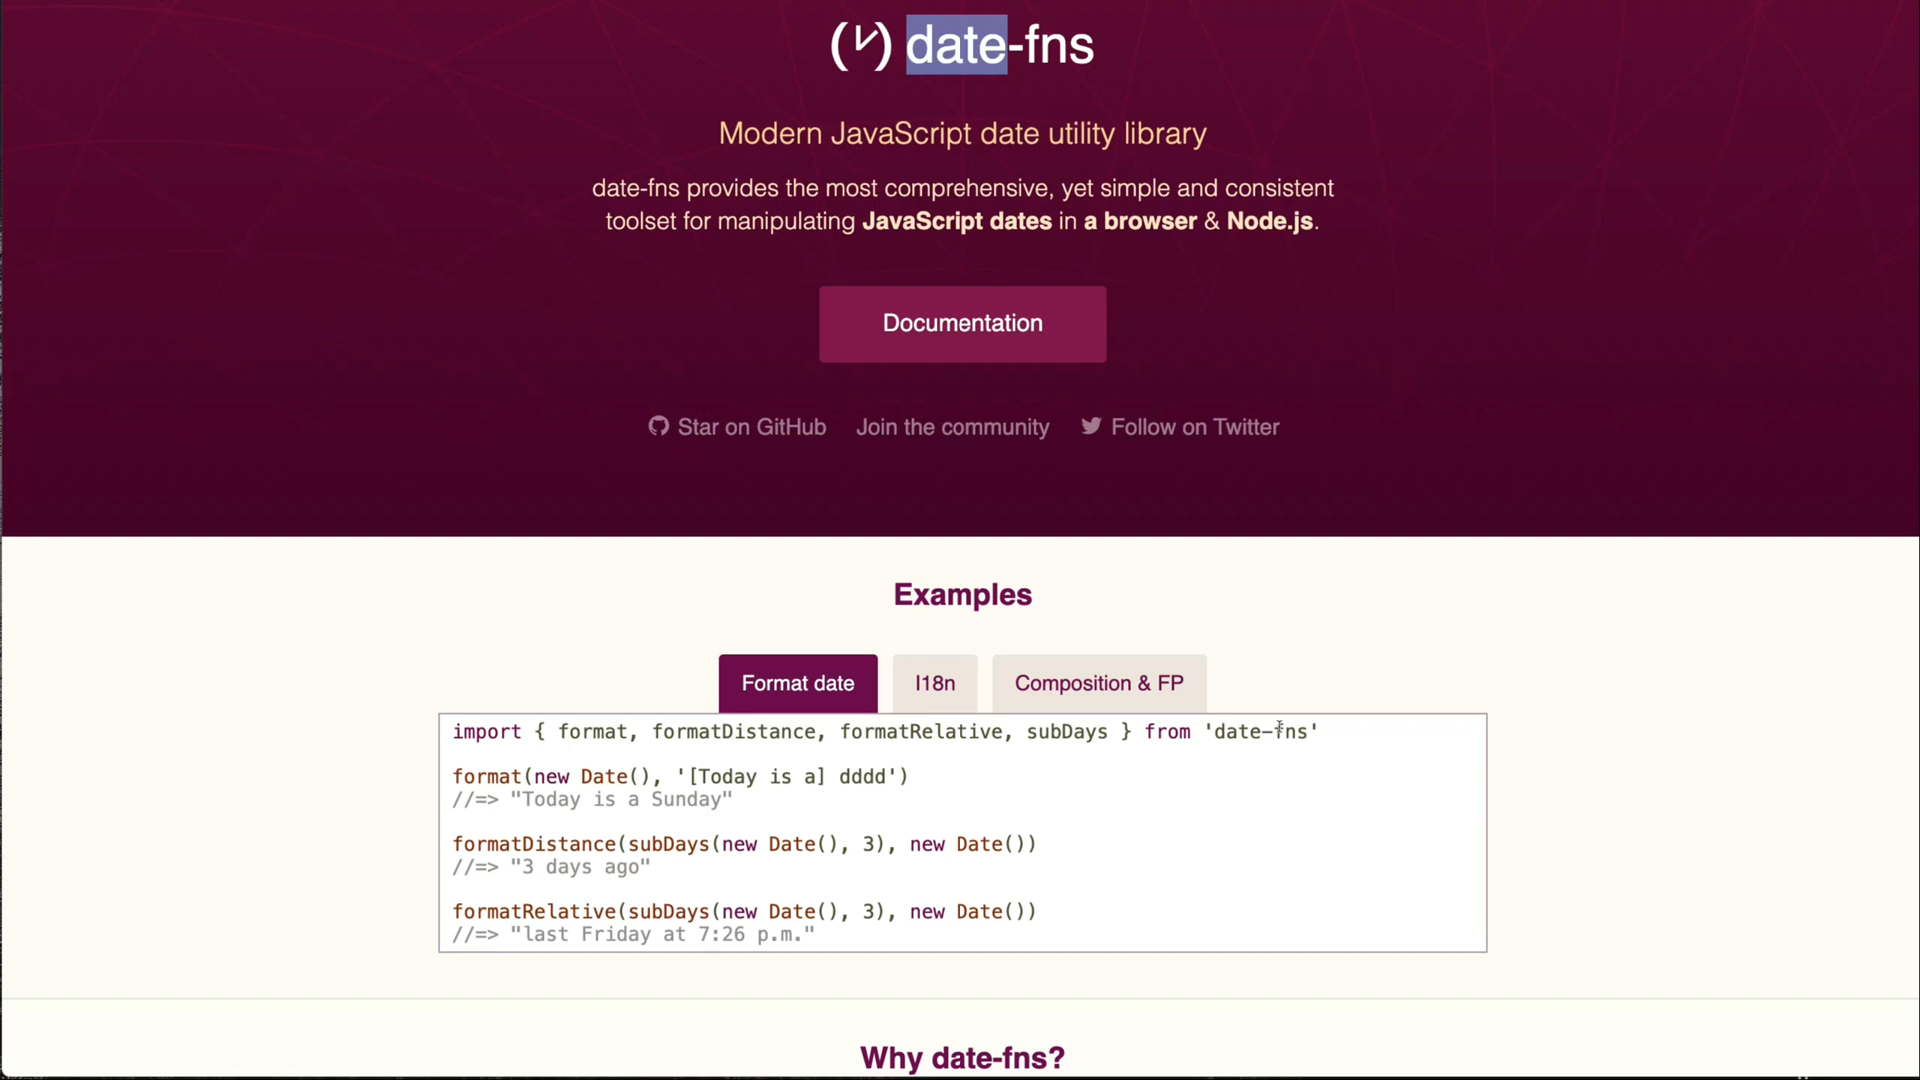 date-fns
Modern JavaScript date utility library
date-fns provides the most comprehensive, yet simple and consistent
toolset for manipulating JavaScript dates in a browser & Node.js.
Documentation
Star on GitHub Join the community Follow on Twitter
Examples
Format date I18n Composition & FP
import { format, formatDistance, formatRelative, subDays } from 'date-fns'
format(new Date(), '[Today is a] dddd')
//=> "Today is a Sunday"
formatDistance(subDays(new Date(), 3), new Date())
//=> "3 days ago"
formatRelative(subDays(new Date(), 3), new Date())
//=> "last Friday at 7:26 p.m."
Why date-fns?